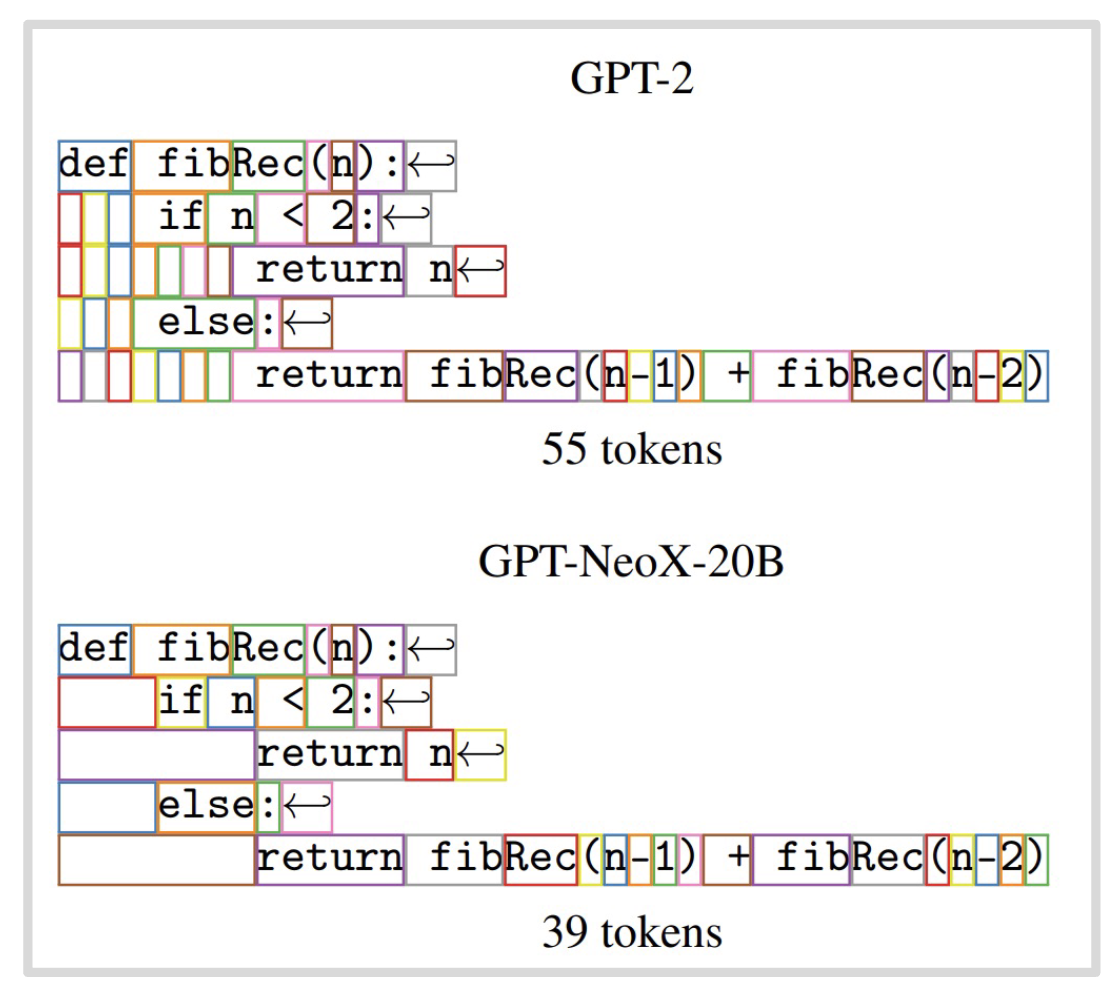 GPT-2
def fibRec(n):↩
    if n < 2:↩
        return n↩
    else:↩
        return fibRec(n-1) + fibRec(n-2)
55 tokens
GPT-NeoX-20B
def fibRec(n):↩
    if n < 2:↩
        return n↩
    else:↩
        return fibRec(n-1) + fibRec(n-2)
39 tokens